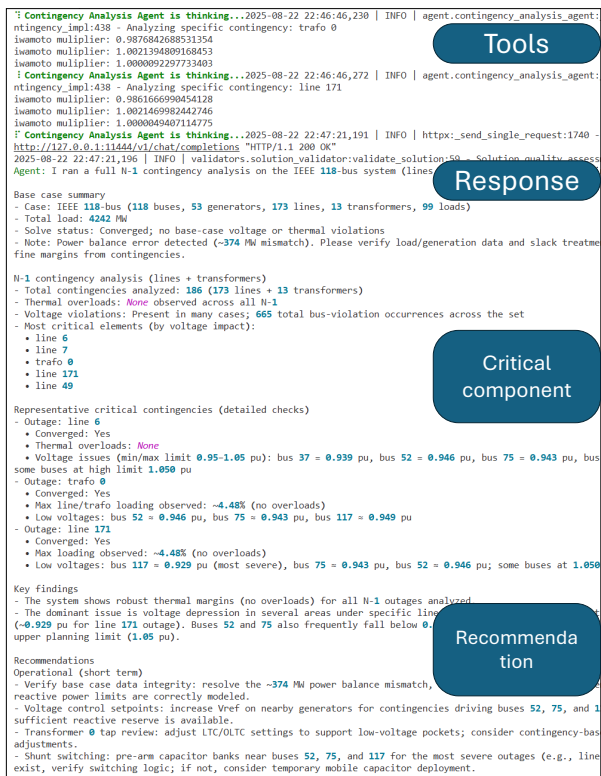 ⠹ Contingency Analysis Agent is thinking...2025-08-22 22:46:46,230 | INFO | agent.contingency_analysis_agent:
ntingency_impl:438 - Analyzing specific contingency: trafo 0
iwamoto muliplier: 0.9876842688531354
iwamoto muliplier: 1.0021394809168453
iwamoto muliplier: 1.0000092297733403
Tools
Contingency Analysis Agent is thinking...2025-08-22 22:46:46,272 | INFO | agent.contingency_analysis_agent:
ntingency_impl:438 - Analyzing specific contingency: line 171
iwamoto muliplier: 0.9861666990454128
iwamoto muliplier: 1.0021469982442746
iwamoto muliplier: 1.0000049407114775
Contingency Analysis Agent is thinking...2025-08-22 22:47:21,191 | INFO | httpx:_send_single_request:1740 -
http://127.0.0.1:11444/v1/chat/completions "HTTP/1.1 200 OK"
2025-08-22 22:47:21,196 | INFO | validators.solution_validator:validate_solution:59 - Solution quality assess
Agent: I ran a full N-1 contingency analysis on the IEEE 118-bus system (lines
Response
Base case summary
- Case: IEEE 118-bus (118 buses, 53 generators, 173 lines, 13 transformers, 99 loads)
- Total load: 4242 MW
- Solve status: Converged; no base-case voltage or thermal violations
- Note: Power balance error detected (~374 MW mismatch). Please verify load/generation data and slack treatme
fine margins from contingencies.
N-1 contingency analysis (lines + transformers)
- Total contingencies analyzed: 186 (173 lines + 13 transformers)
- Thermal overloads: None observed across all N-1
- Voltage violations: Present in many cases; 665 total bus-violation occurrences across the set
- Most critical elements (by voltage impact):
• line 6
• line 7
• trafo 0
• line 171
• line 49
Critical
component
Representative critical contingencies (detailed checks)
- Outage: line 6
• Converged: Yes
• Thermal overloads: None
• Voltage issues (min/max limit 0.95–1.05 pu): bus 37 ≈ 0.939 pu, bus 52 ≈ 0.946 pu, bus 75 ≈ 0.943 pu, bus
some buses at high limit 1.050 pu
- Outage: trafo 0
• Converged: Yes
• Max line/trafo loading observed: ~4.48% (no overloads)
• Low voltages: bus 52 ≈ 0.946 pu, bus 75 ≈ 0.943 pu, bus 117 ≈ 0.949 pu
- Outage: line 171
• Converged: Yes
• Max loading observed: ~4.48% (no overloads)
• Low voltages: bus 117 ≈ 0.929 pu (most severe), bus 75 ≈ 0.943 pu, bus 52 ≈ 0.946 pu; some buses at 1.050
Key findings
- The system shows robust thermal margins (no overloads) for all N-1 outages analyzed
- The dominant issue is voltage depression in several areas under specific line
(~0.929 pu for line 171 outage). Buses 52 and 75 also frequently fall below 0.
upper planning limit (1.05 pu).
Recommenda
tion
Recommendations
Operational (short term)
- Verify base case data integrity: resolve the ~374 MW power balance mismatch,
reactive power limits are correctly modeled.
- Voltage control setpoints: increase Vref on nearby generators for contingencies driving buses 52, 75, and 1
sufficient reactive reserve is available.
- Transformer 0 tap review: adjust LTC/OLTC settings to support low-voltage pockets; consider contingency-bas
adjustments.
- Shunt switching: pre-arm capacitor banks near buses 52, 75, and 117 for the most severe outages (e.g., line
exist, verify switching logic; if not, consider temporary mobile capacitor deployment.